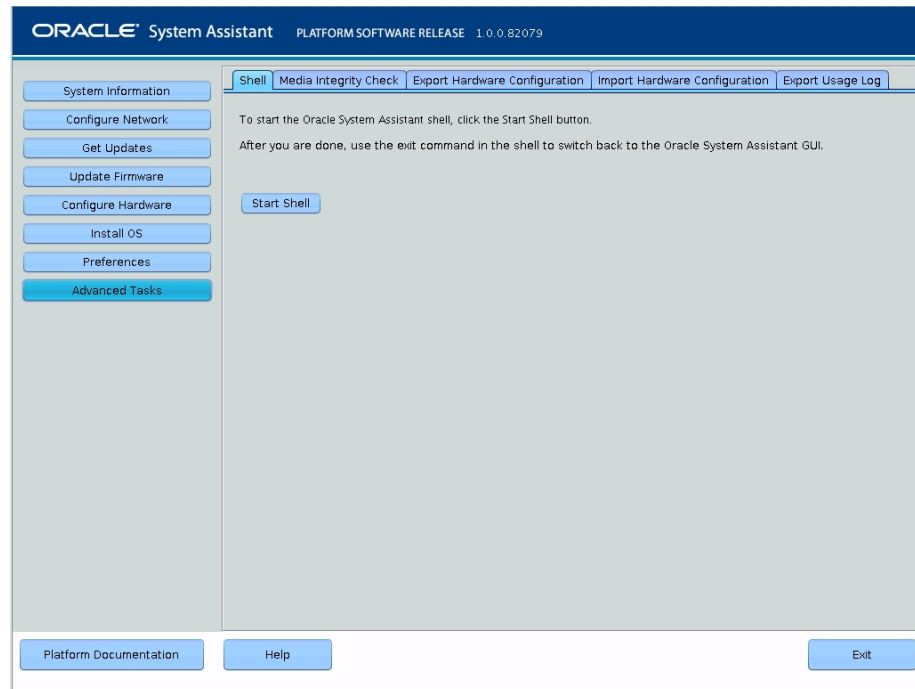 ORACLE System Assistant PLATFORM SOFTWARE RELEASE 1.0.0.82079
System Information
Configure Network
Get Updates
Update Firmware
Configure Hardware
Install OS
Preferences
Advanced Tasks
Shell Media Integrity Check Export Hardware Configuration Import Hardware Configuration Export Usage Log
To start the Oracle System Assistant shell, click the Start Shell button.
After you are done, use the exit command in the shell to switch back to the Oracle System Assistant GUI.
Start Shell
Platform Documentation Help Exit